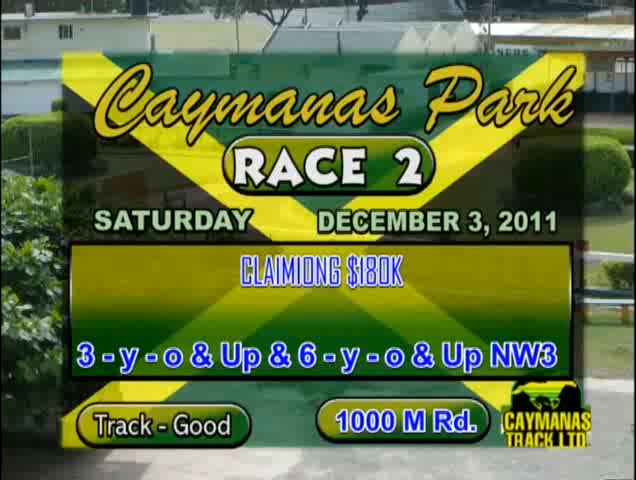 Caymanas Park
RACE 2
SATURDAY DECEMBER 3, 2011
CLAIMIONG $180K
3 - y - o & Up & 6 - y - o & Up NW3
Track - Good
1000 M Rd.
CAYMANAS
TRACK LTD.